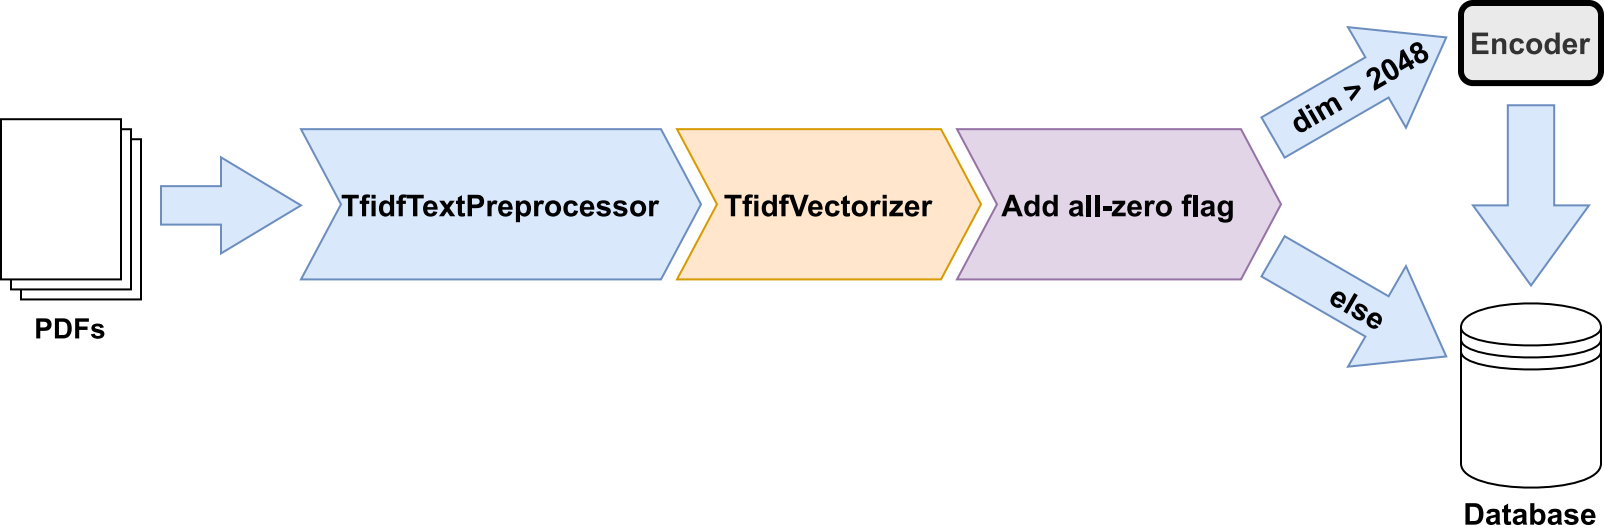 PDFs
TfidfTextPreprocessor
TfidfVectorizer
Add all-zero flag
dim > 2048
else
Encoder
Database